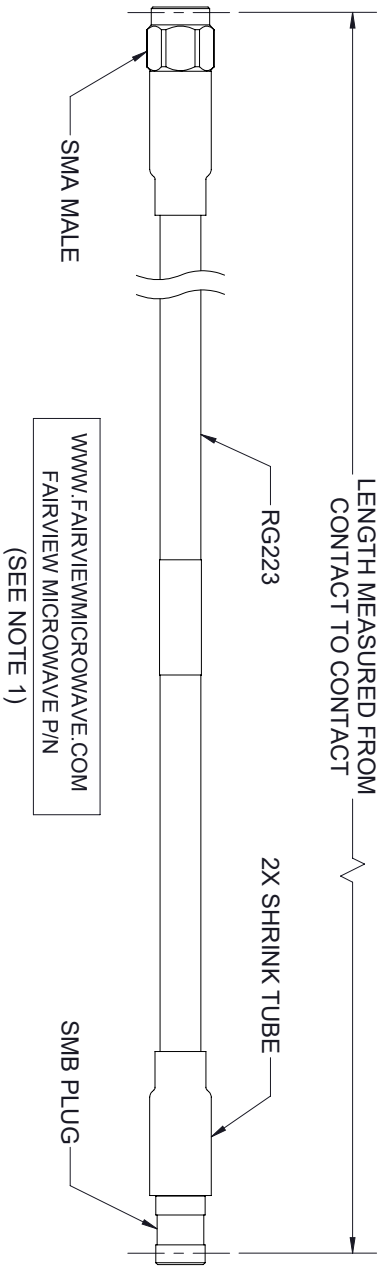 LENGTH MEASURED FROM
CONTACT TO CONTACT
RG223
2X SHRINK TUBE
SMA MALE
SMB PLUG
WWW.FAIRVIEWMICROWAVE.COM
FAIRVIEW MICROWAVE P/N
(SEE NOTE 1)